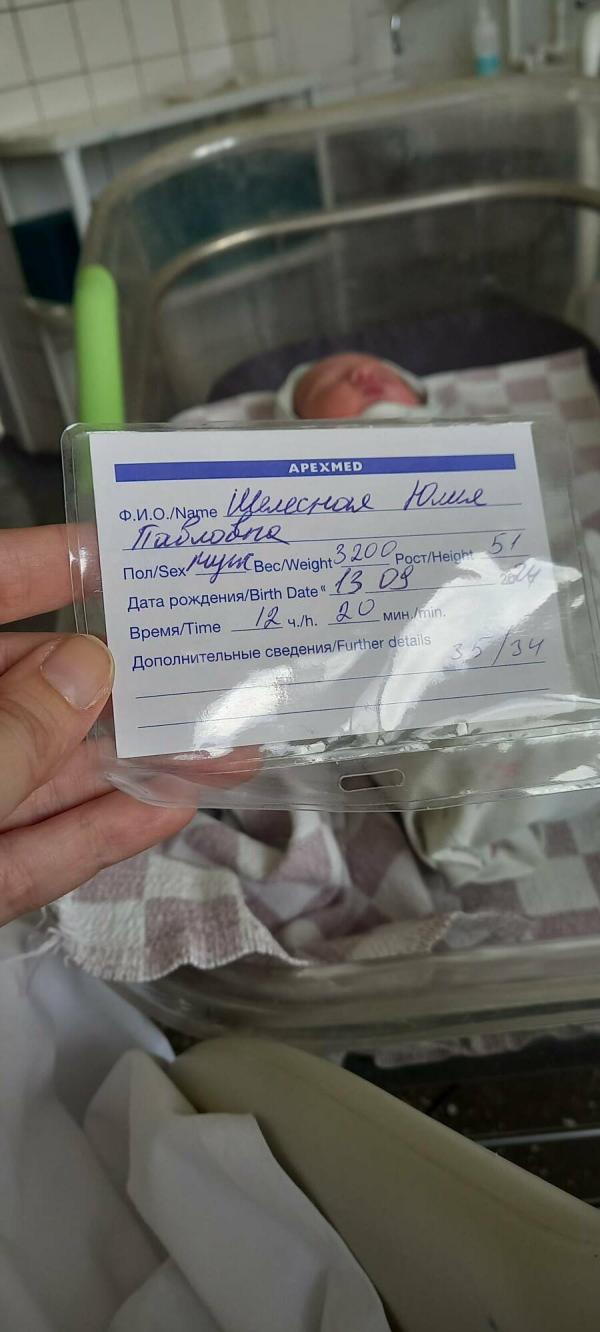 APEXMED
Ф.И.О./Name Щелесная Юлия
Павловна
Пол/Sex муж Вес/Weight 3200 Рост/Height 51
Дата рождения/Birth Date “ 13 09 2024
Время/Time 12 ч./h. 20 мин./min.
Дополнительные сведения/Further details 35/34